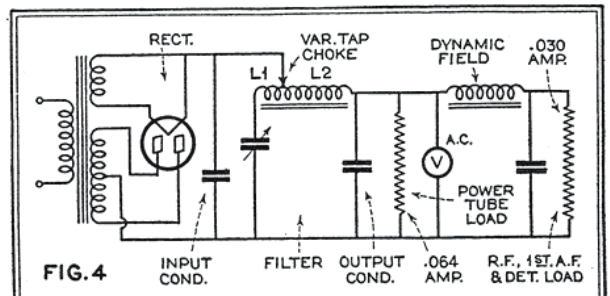 RECT.
VAR. TAP
CHOKE
L1 L2
DYNAMIC
FIELD
.030
AMP.
A.C.
V
POWER
TUBE
LOAD
FIG. 4
INPUT
COND.
FILTER
OUTPUT
COND.
.064
AMP.
R.F., 1ST. A.F.
& DET. LOAD